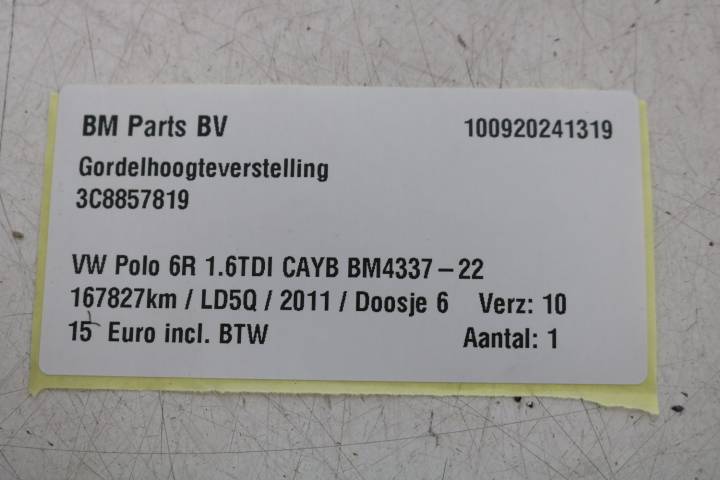 BM Parts BV 100920241319
Gordelhoogteverstelling
3C8857819
VW Polo 6R 1.6TDI CAYB BM4337-22
167827km / LD5Q / 2011 / Doosje 6 Verz: 10
15 Euro incl. BTW Aantal: 1